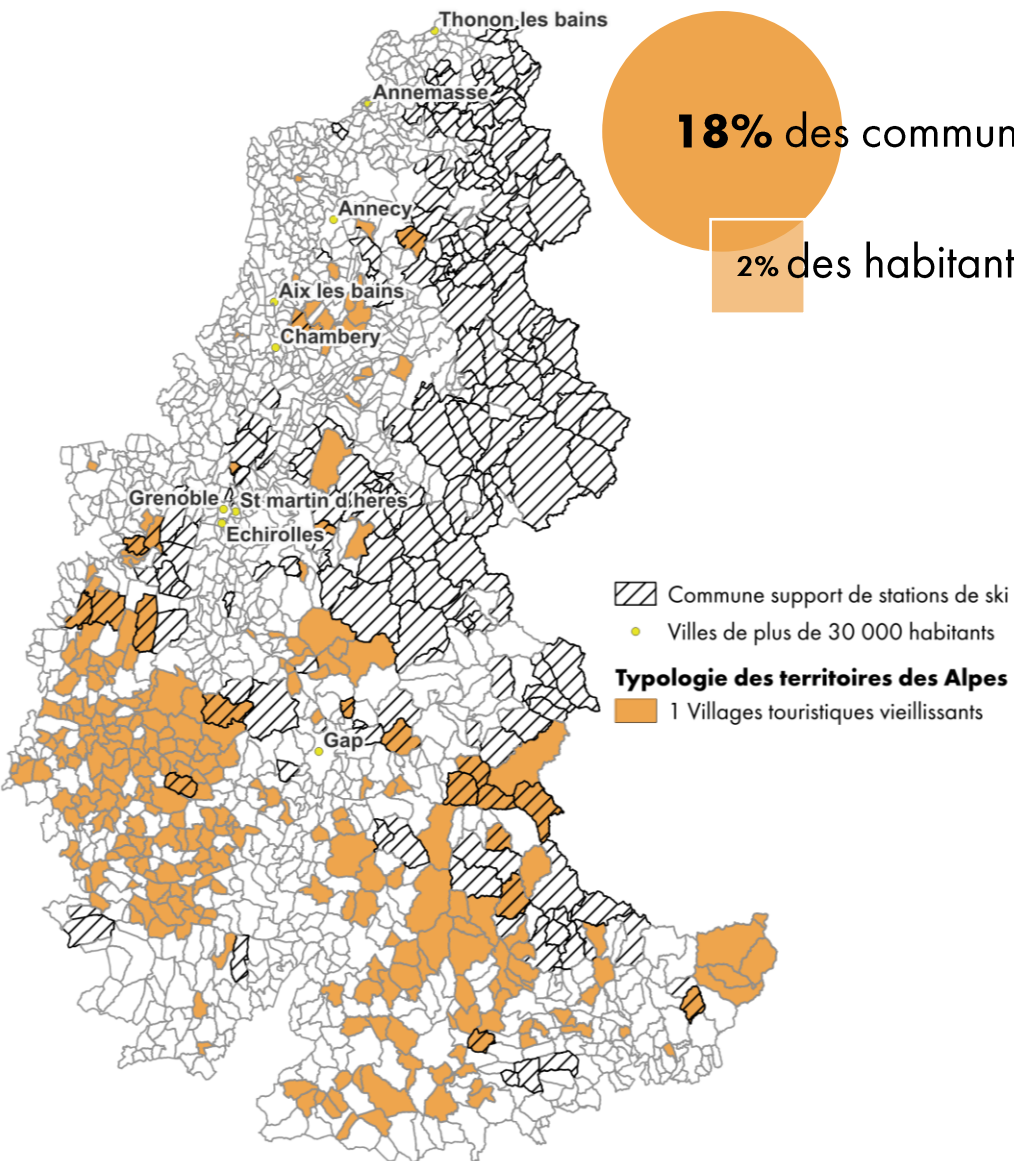 Thonon les bains
Annemasse
18% des commun
Annecy
2% des habitant
Aix les bains
Chambery
Grenoble
St martin d heres
Echirolles
Commune support de stations de ski
Villes de plus de 30 000 habitants
Typologie des territoires des Alpes
1 Villages touristiques vieillissants
Gap